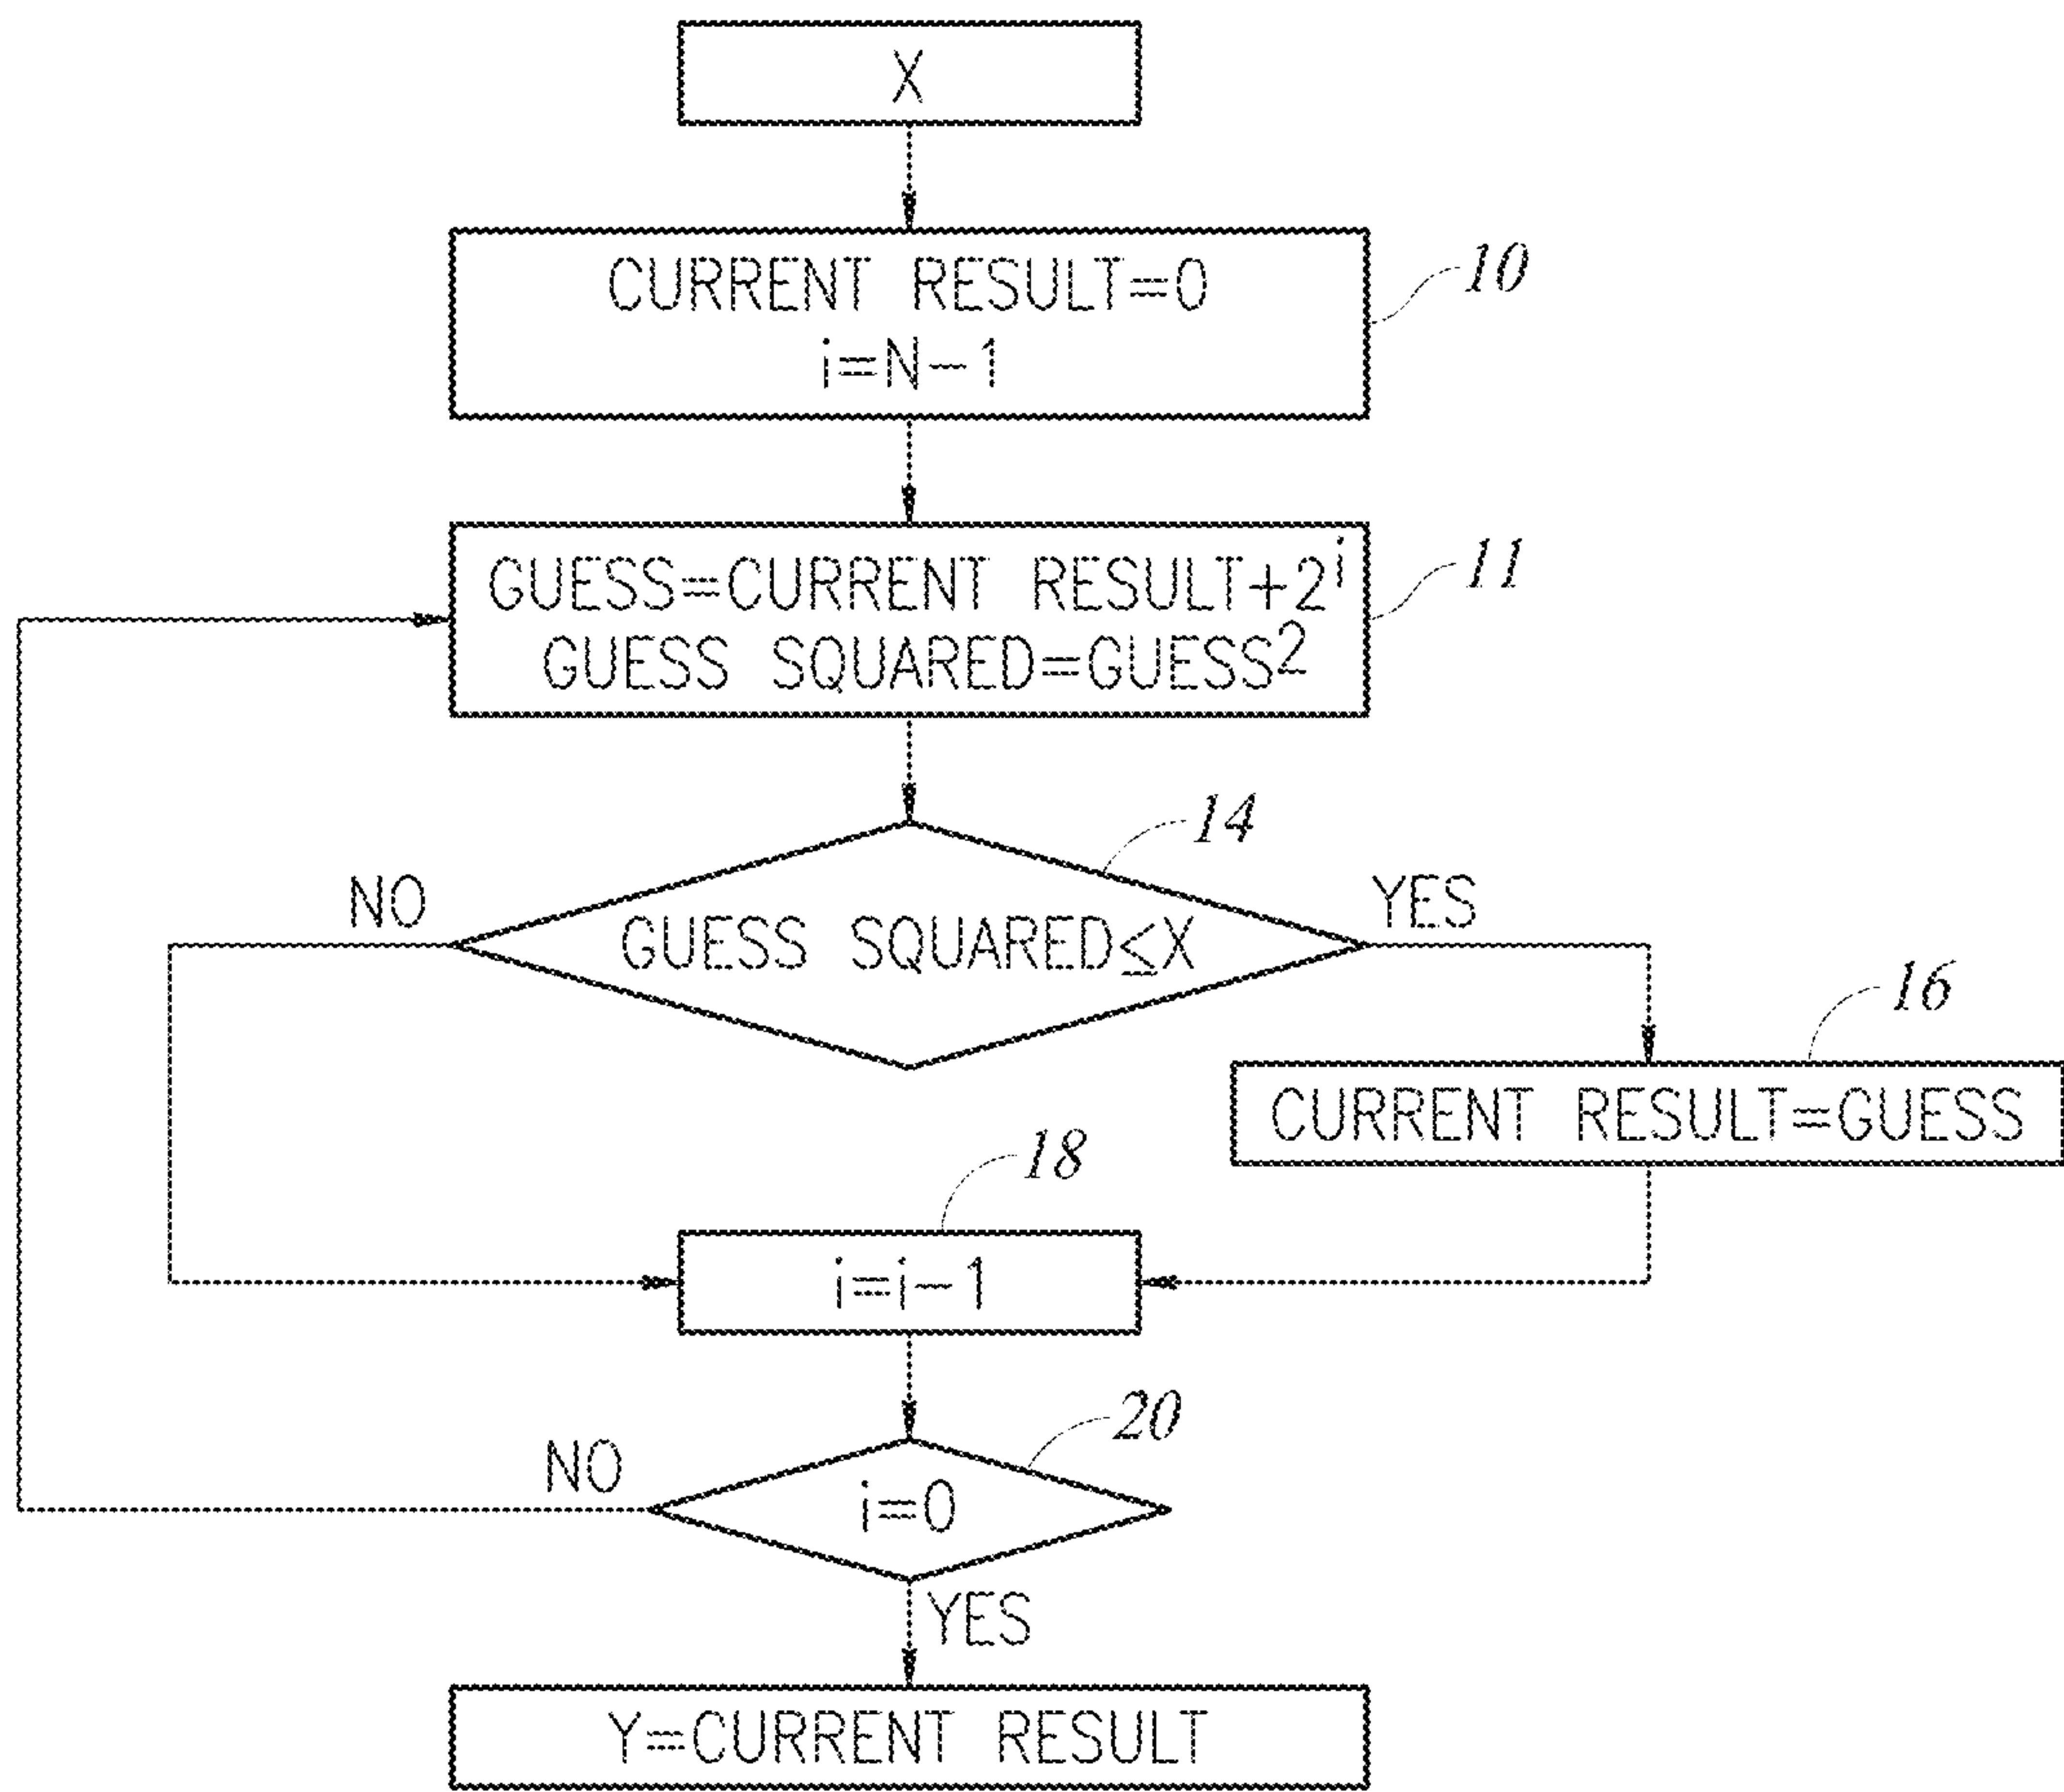 X
CURRENT RESULT=0
i=N-1
10
GUESS=CURRENT RESULT+2^i
GUESS SQUARED=GUESS^2
11
14
NO
GUESS SQUARED≤X
YES
16
CURRENT RESULT=GUESS
18
i=i-1
20
NO
i=0
YES
Y=CURRENT RESULT